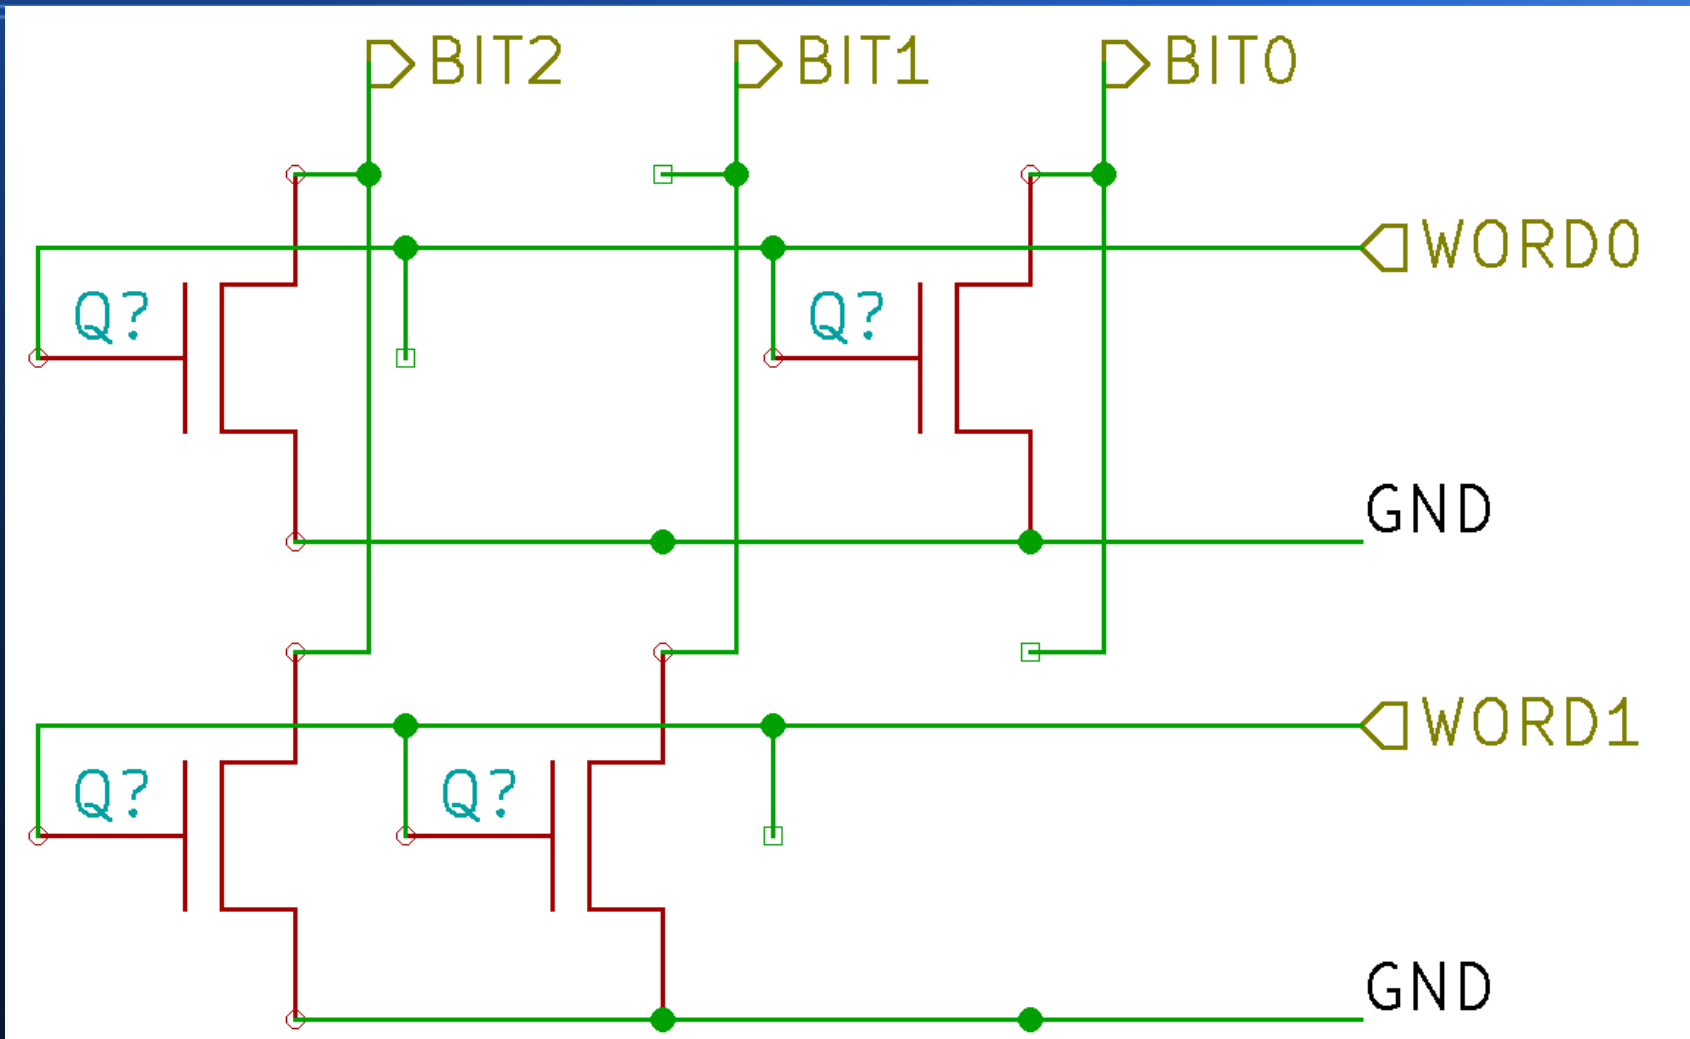 BIT2 BIT1 BIT0
WORD0
Q? Q?
GND
WORD1
Q? Q?
GND